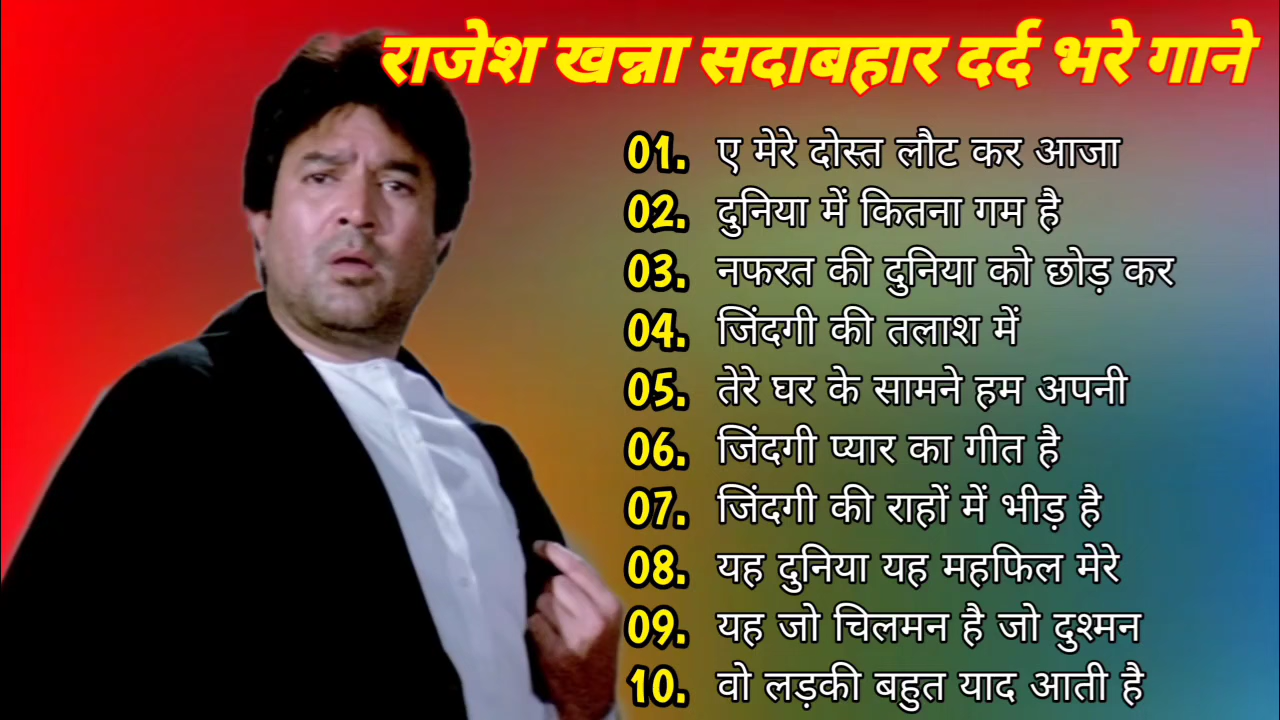 राजेश खन्ना सदाबहार दर्द भरे गाने
01. ए मेरे दोस्त लौट कर आजा
02. दुनिया में कितना गम है
03. नफरत की दुनिया को छोड़ कर
04. जिंदगी की तलाश में
05. तेरे घर के सामने हम अपनी
06. जिंदगी प्यार का गीत है
07. जिंदगी की राहों में भीड़ है
08. यह दुनिया यह महफिल मेरे
09. यह जो चिलमन है जो दुश्मन
10. वो लड़की बहुत याद आती है